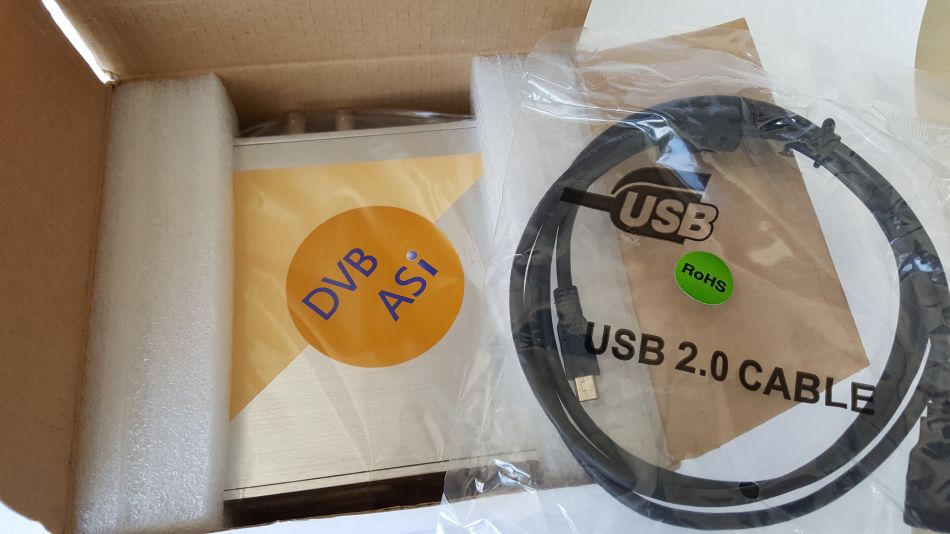 DVB
ASi
USB
RoHS
USB 2.0 CABLE